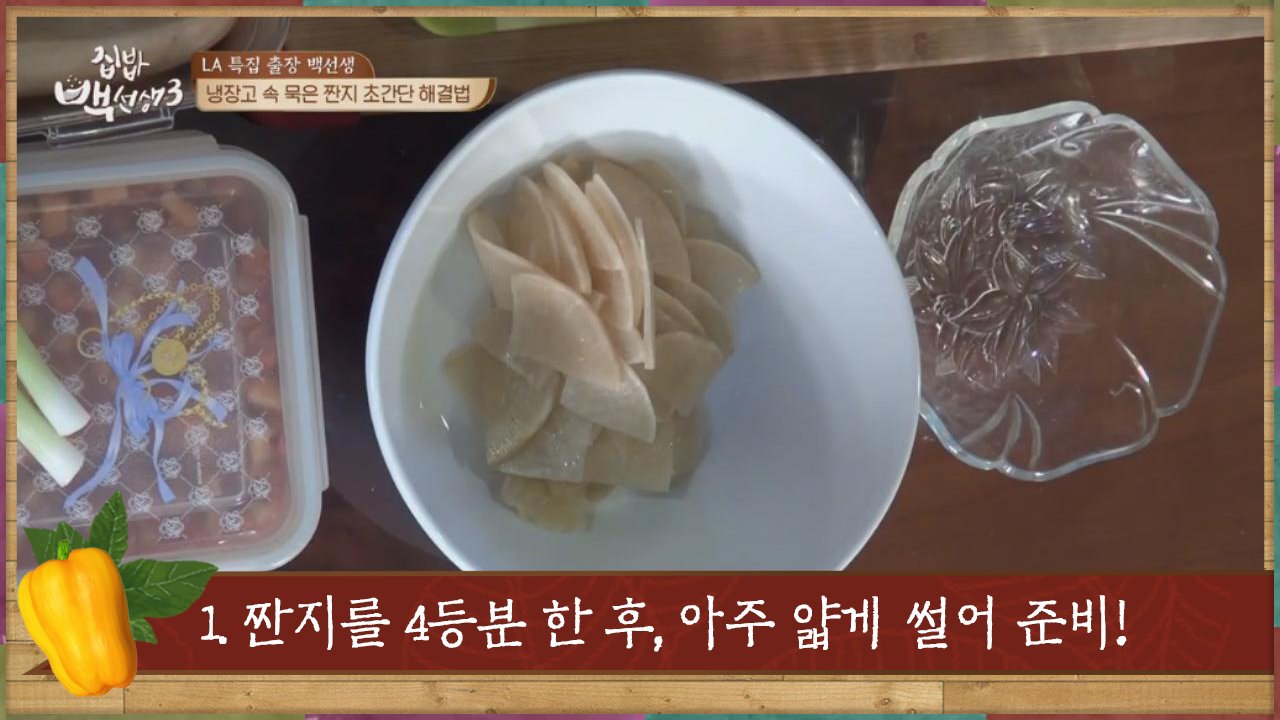 집밥
백선생3
LA 특집 출장 백선생
냉장고 속 묵은 짠지 초간단 해결법
1. 짠지를 4등분 한 후, 아주 얇게 썰어 준비!